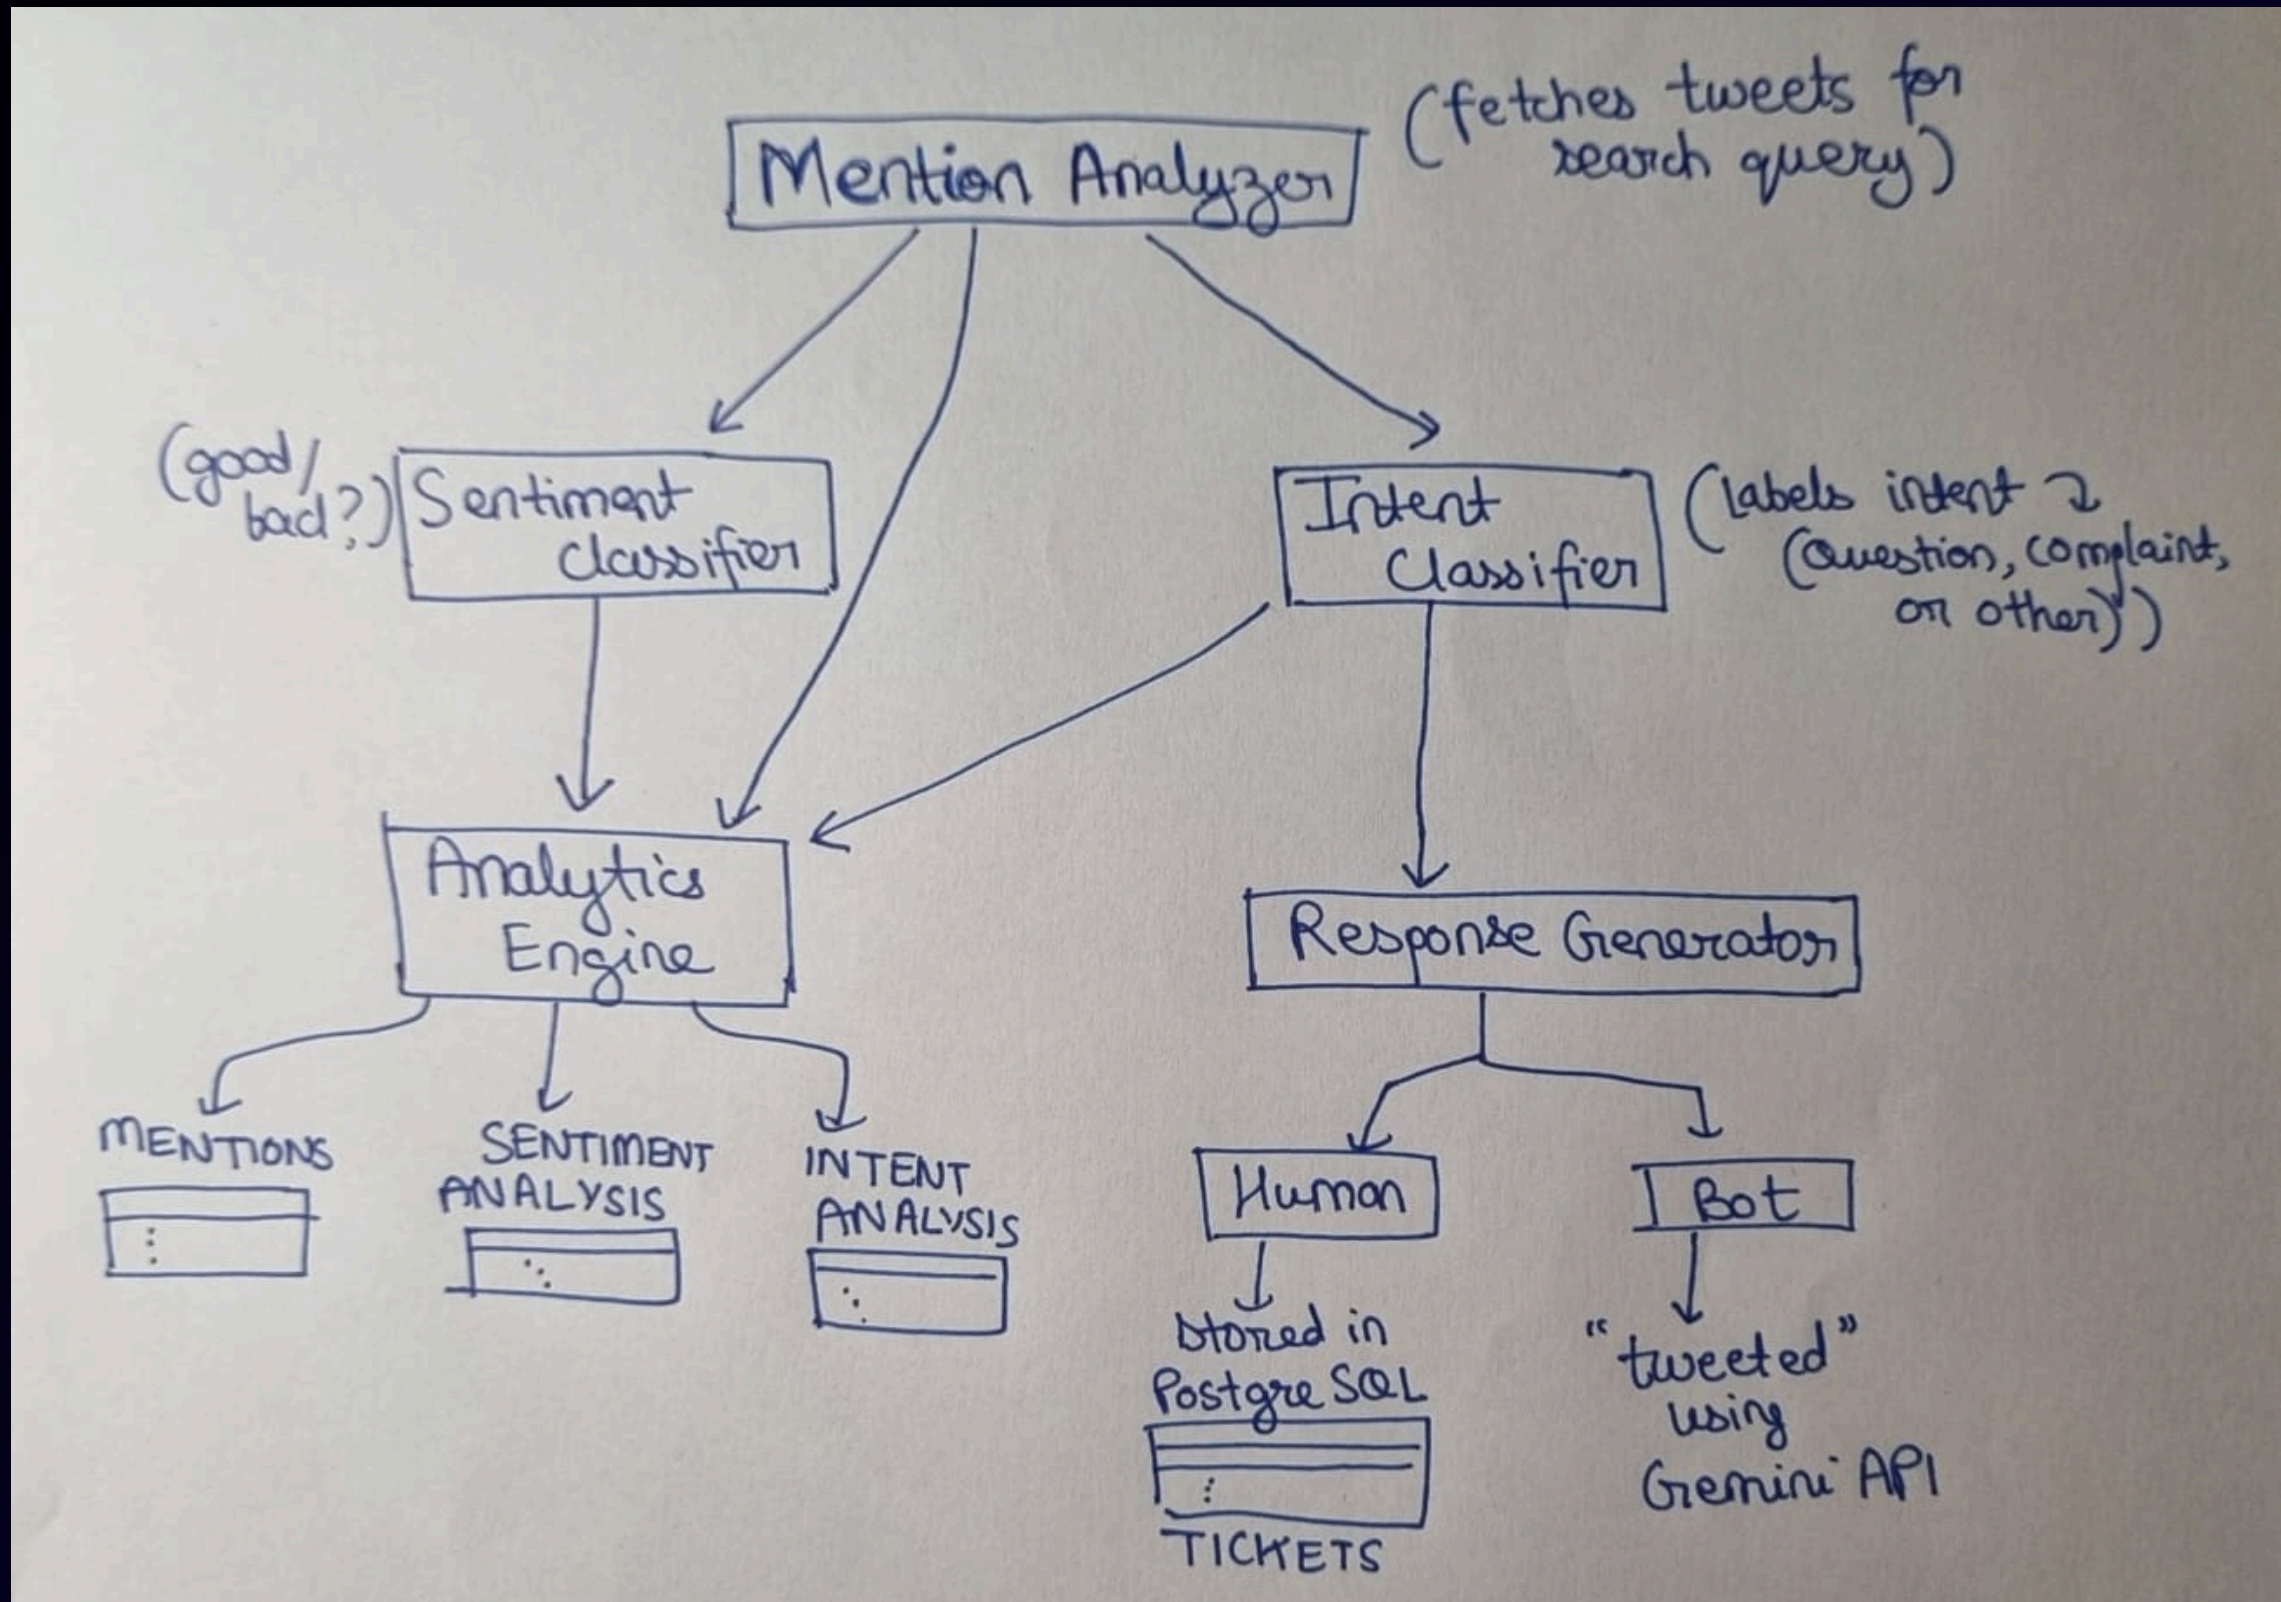 Mention Analyzer
(fetches tweets for
search query)
(good/
bad?)
Sentiment
Classifier
Intent
Classifier
(Labels intent
(Question, complaint,
or other))
Analytics
Engine
Response Generator
MENTIONS
SENTIMENT
ANALYSIS
INTENT
ANALYSIS
Human
Bot
Stored in
PostgreSQL
TICKETS
"tweeted"
using
Gemini API